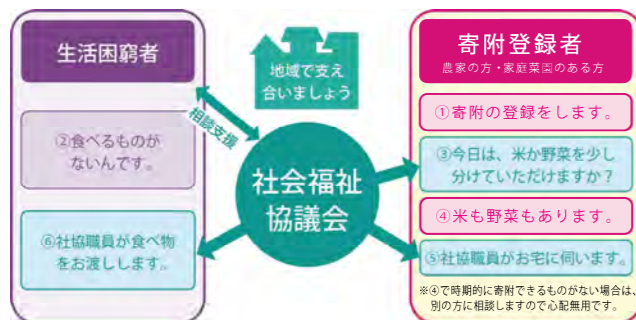 生活困窮者
②食べるものが
ないんです。
⑥社協職員が食べ物
をお渡しします。
地域で支え
合いましょう
相談支援
社会福祉
協議会
寄附登録者
農家の方・家庭菜園のある方
①寄附の登録をします。
③今日は、米か野菜を少し
分けていただけますか？
④米も野菜もあります。
⑤社協職員がお宅に伺います。
※④で時期的に寄附できるものがない場合は、
別の方に相談しますので心配無用です。